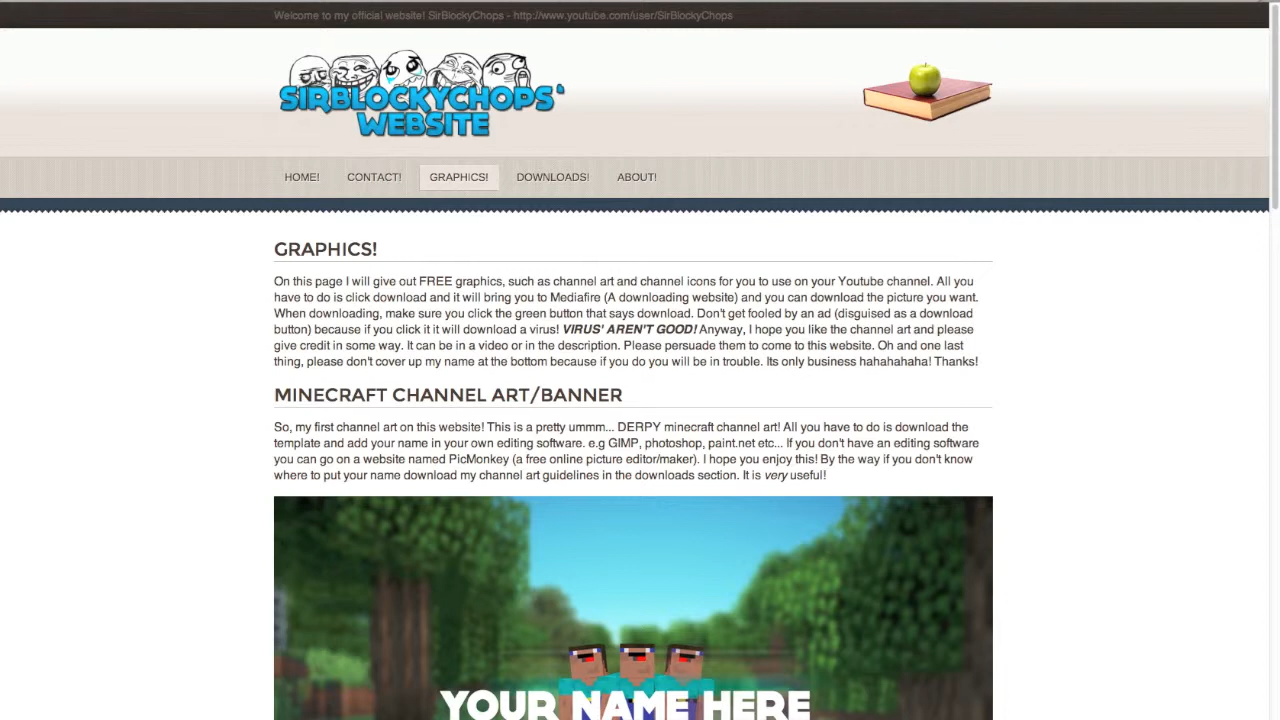 Welcome to my official website! SirBlockyChops - http://www.youtube.com/user/SirBlockyChops
SIRBLOCKYCHOPS'
WEBSITE
HOME!
CONTACT!
GRAPHICS!
DOWNLOADS!
ABOUT!
GRAPHICS!
On this page I will give out FREE graphics, such as channel art and channel icons for you to use on your Youtube channel. All you
have to do is click download and it will bring you to Mediafire (A downloading website) and you can download the picture you want.
When downloading, make sure you click the green button that says download. Don't get fooled by an ad (disguised as a download
button) because if you click it it will download a virus! VIRUS' AREN'T GOOD! Anyway, I hope you like the channel art and please
give credit in some way. It can be in a video or in the description. Please persuade them to come to this website. Oh and one last
thing, please don't cover up my name at the bottom because if you do you will be in trouble. Its only business hahahahaha! Thanks!
MINECRAFT CHANNEL ART/BANNER
So, my first channel art on this website! This is a pretty ummm... DERPY minecraft channel art! All you have to do is download the
template and add your name in your own editing software. e.g GIMP, photoshop, paint.net etc... If you don't have an editing software
you can go on a website named PicMonkey (a free online picture editor/maker). I hope you enjoy this! By the way if you don't know
where to put your name download my channel art guidelines in the downloads section. It is very useful!
YOUR NAME HERE